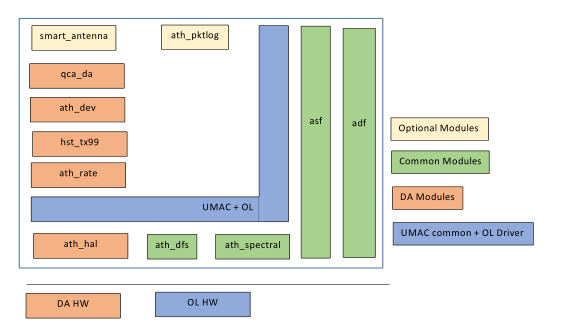 smart_antenna
ath_pktlog
qca_da
ath_dev
hst_tx99
ath_rate
UMAC + OL
ath_hal
ath_dfs
ath_spectral
asf
adf
Optional Modules
Common Modules
DA Modules
UMAC common + OL Driver
DA HW
OL HW